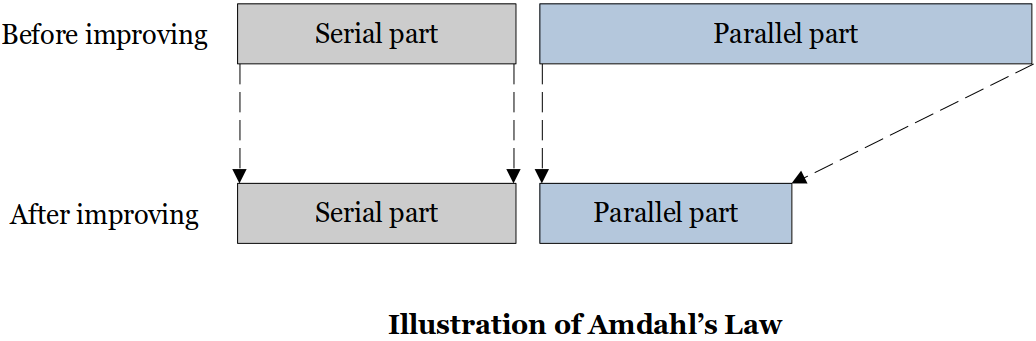 Before improving
Serial part
Parallel part
After improving
Serial part
Parallel part
Illustration of Amdahl’s Law